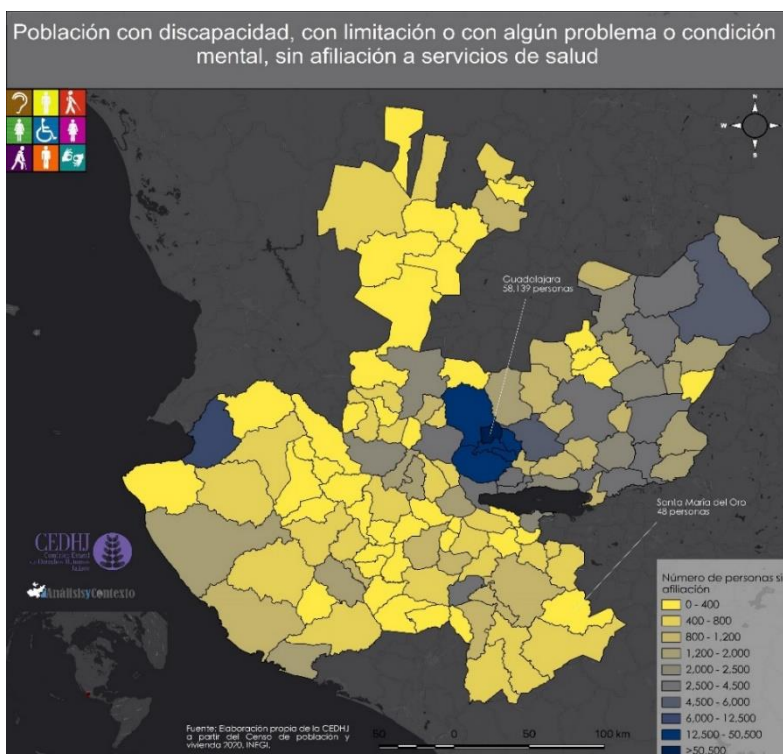 Población con discapacidad, con limitación o con algún problema o condición
mental, sin afiliación a servicios de salud
N
W
E
S
Guadalajara
58,139 personas
Santa María del Oro
48 personas
CEDHJ
AnálisisyContexto
Número de personas si
afiliación
0 - 400
400 - 800
800 - 1,200
1,200 - 2,000
2,000 - 2,500
2,500 - 4,500
4,500 - 6,000
6,000 - 12,500
12,500 - 50,500
>50,500
Fuente: Elaboración propia de la CEDHJ
a partir del Censo de población y
vivienda 2020, INEGI.
50
0
50
100 km